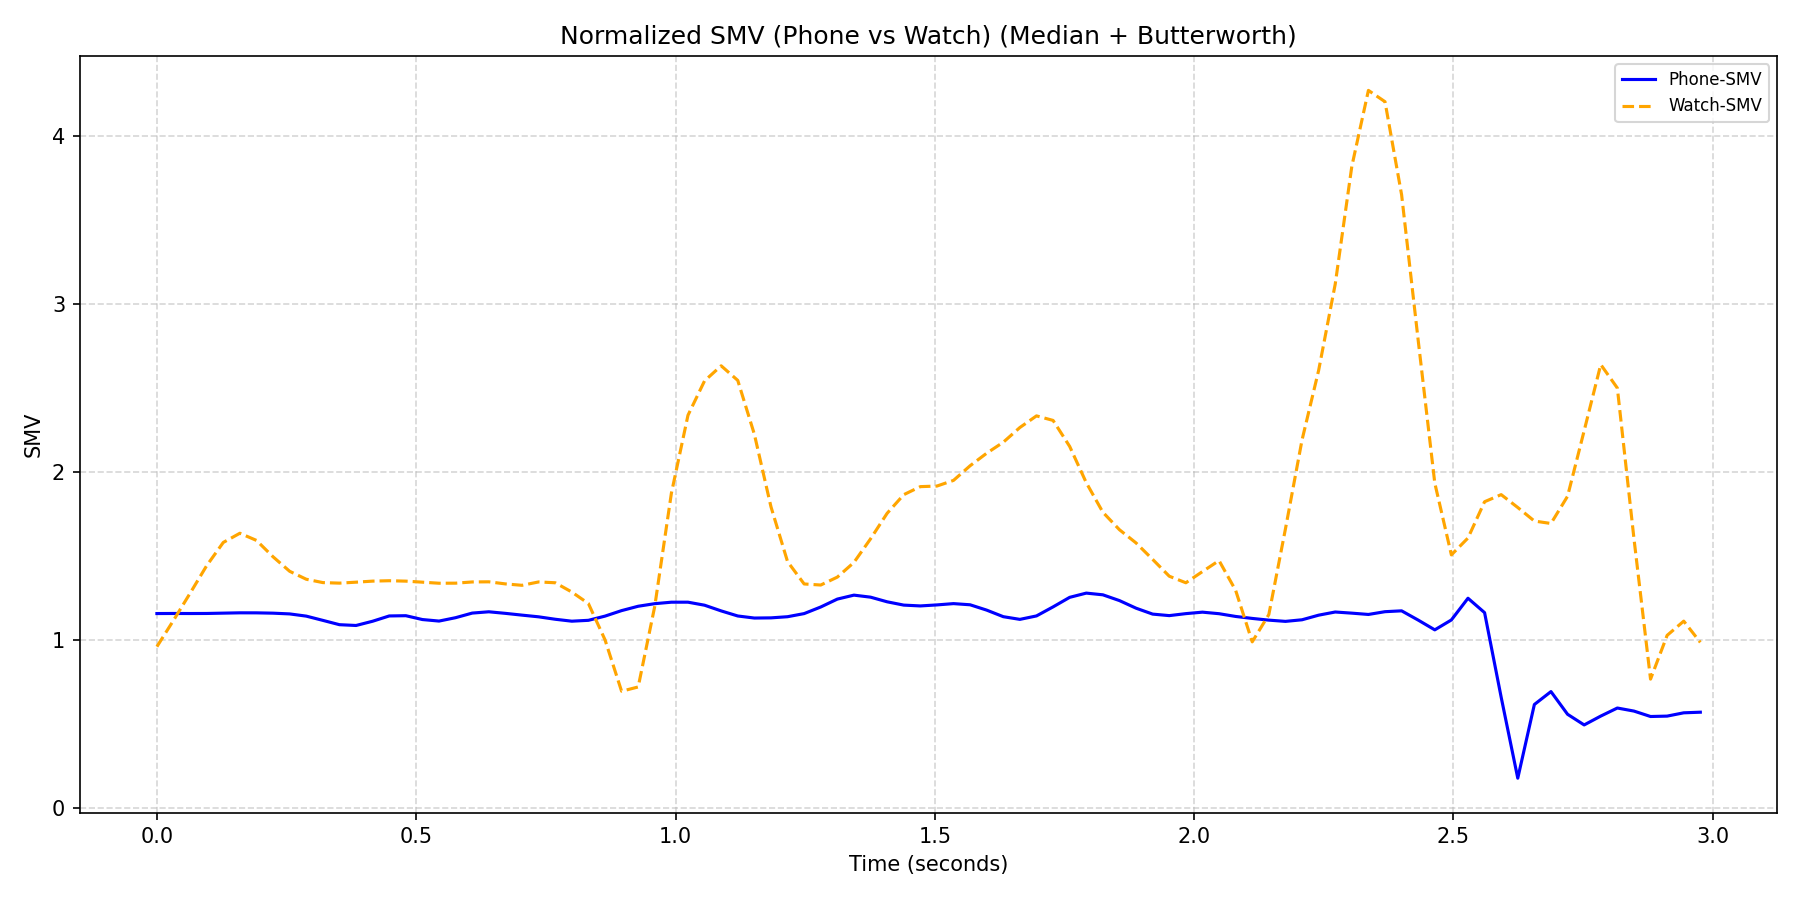 Normalized SMV (Phone vs Watch) (Median + Butterworth)
Phone-SMV
Watch-SMV
4
3
2
1
0
SMV
0.0 0.5 1.0 1.5 2.0 2.5 3.0
Time (seconds)